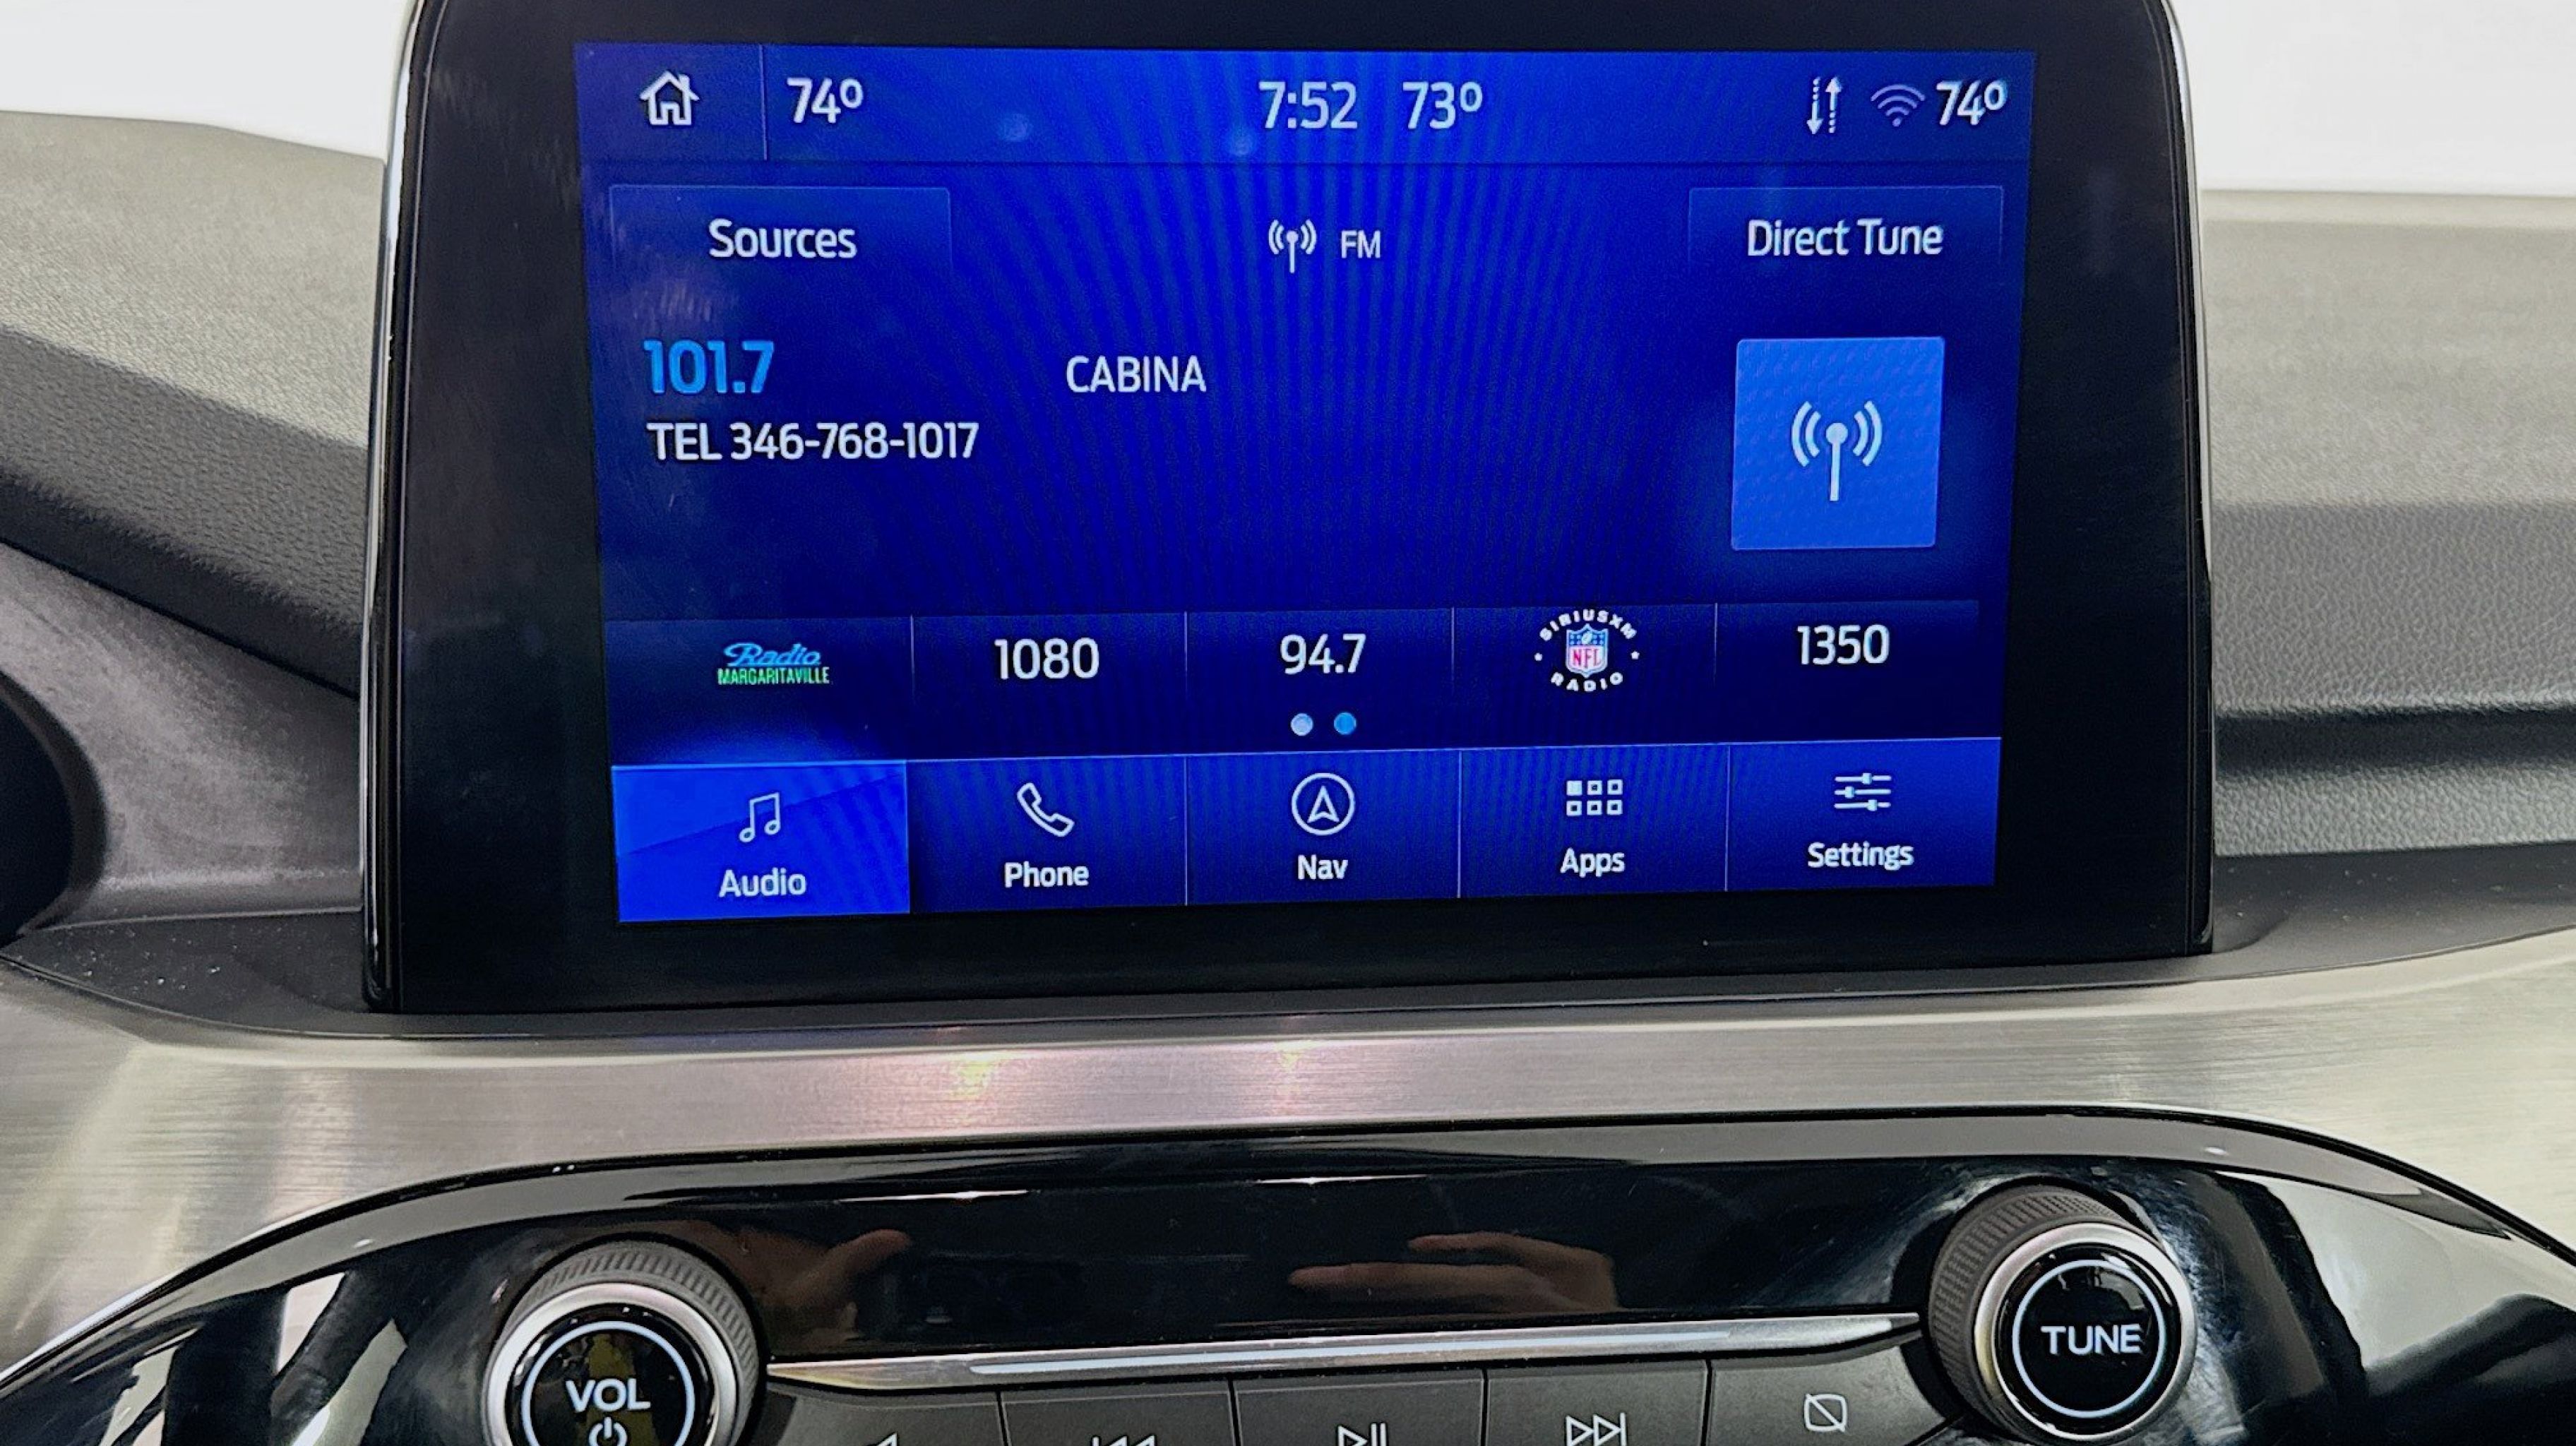 74° 7:52 73° 74°
Sources FM Direct Tune
101.7 CABINA
TEL 346-768-1017
Radio MARGARITAVILLE 1080 94.7 SIRIUSXM NFL RADIO 1350
Audio Phone Nav Apps Settings
VOL TUNE